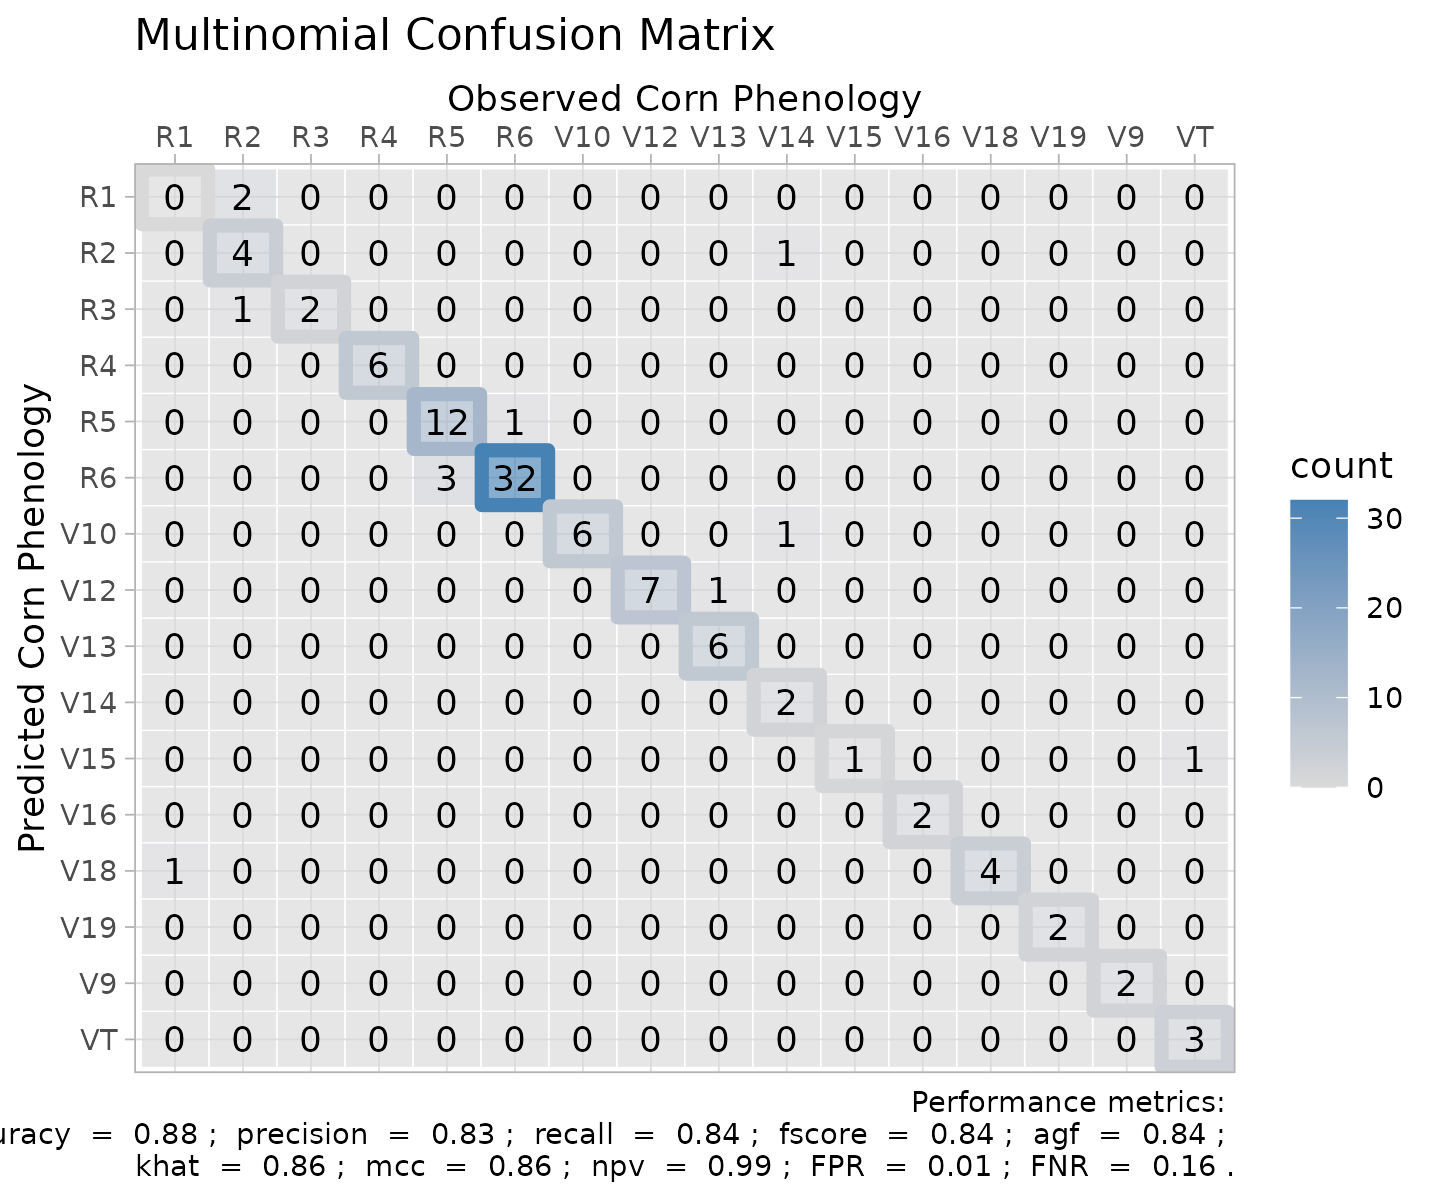 Multinomial Confusion Matrix
Observed Corn Phenology
R1 R2 R3 R4 R5 R6 V10 V12 V13 V14 V15 V16 V18 V19 V9 VT
Predicted Corn Phenology
R1 0 2 0 0 0 0 0 0 0 0 0 0 0 0 0 0
R2 0 4 0 0 0 0 0 0 0 1 0 0 0 0 0 0
R3 0 1 2 0 0 0 0 0 0 0 0 0 0 0 0 0
R4 0 0 0 6 0 0 0 0 0 0 0 0 0 0 0 0
R5 0 0 0 0 12 1 0 0 0 0 0 0 0 0 0 0
R6 0 0 0 0 3 32 0 0 0 0 0 0 0 0 0 0
V10 0 0 0 0 0 0 6 0 0 1 0 0 0 0 0 0
V12 0 0 0 0 0 0 0 7 1 0 0 0 0 0 0 0
V13 0 0 0 0 0 0 0 0 6 0 0 0 0 0 0 0
V14 0 0 0 0 0 0 0 0 0 2 0 0 0 0 0 0
V15 0 0 0 0 0 0 0 0 0 0 1 0 0 0 0 1
V16 0 0 0 0 0 0 0 0 0 0 0 2 0 0 0 0
V18 1 0 0 0 0 0 0 0 0 0 0 0 4 0 0 0
V19 0 0 0 0 0 0 0 0 0 0 0 0 0 2 0 0
V9 0 0 0 0 0 0 0 0 0 0 0 0 0 0 2 0
VT 0 0 0 0 0 0 0 0 0 0 0 0 0 0 0 3
count
30
20
10
0
Performance metrics:
uracy = 0.88 ; precision = 0.83 ; recall = 0.84 ; fscore = 0.84 ; agf = 0.84 ;
khat = 0.86 ; mcc = 0.86 ; npv = 0.99 ; FPR = 0.01 ; FNR = 0.16 .